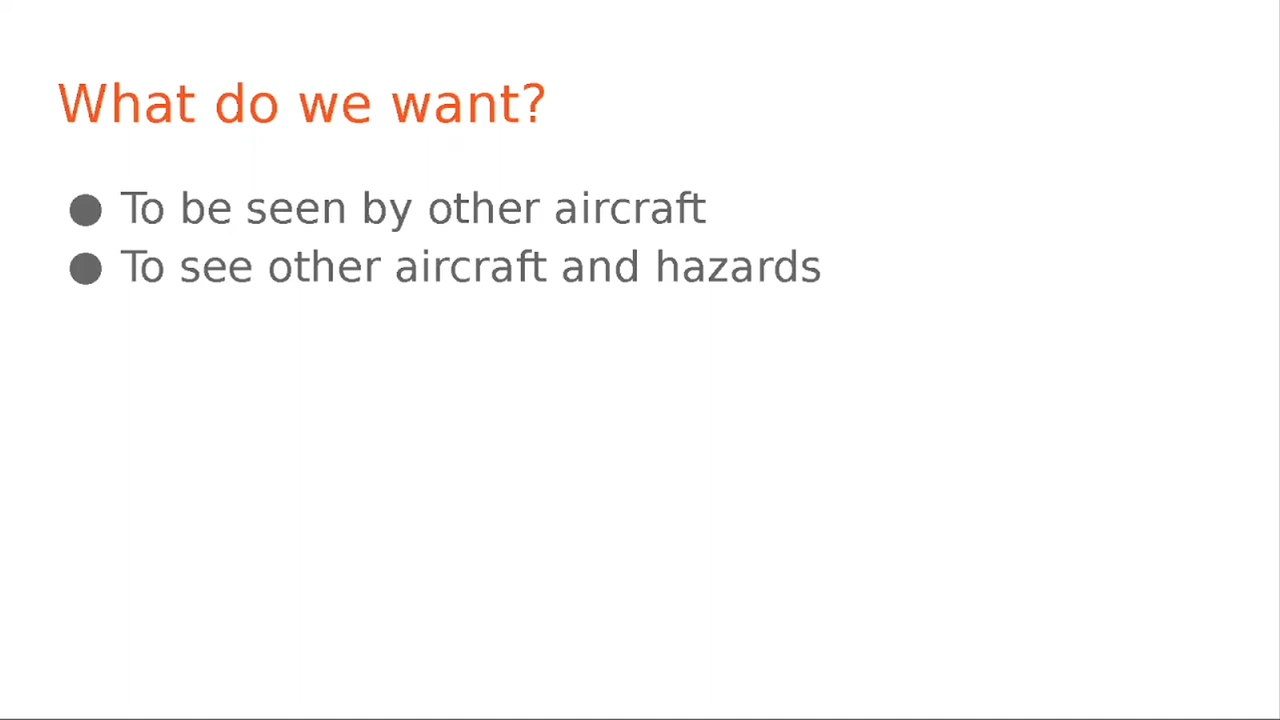 What do we want?
● To be seen by other aircraft
● To see other aircraft and hazards